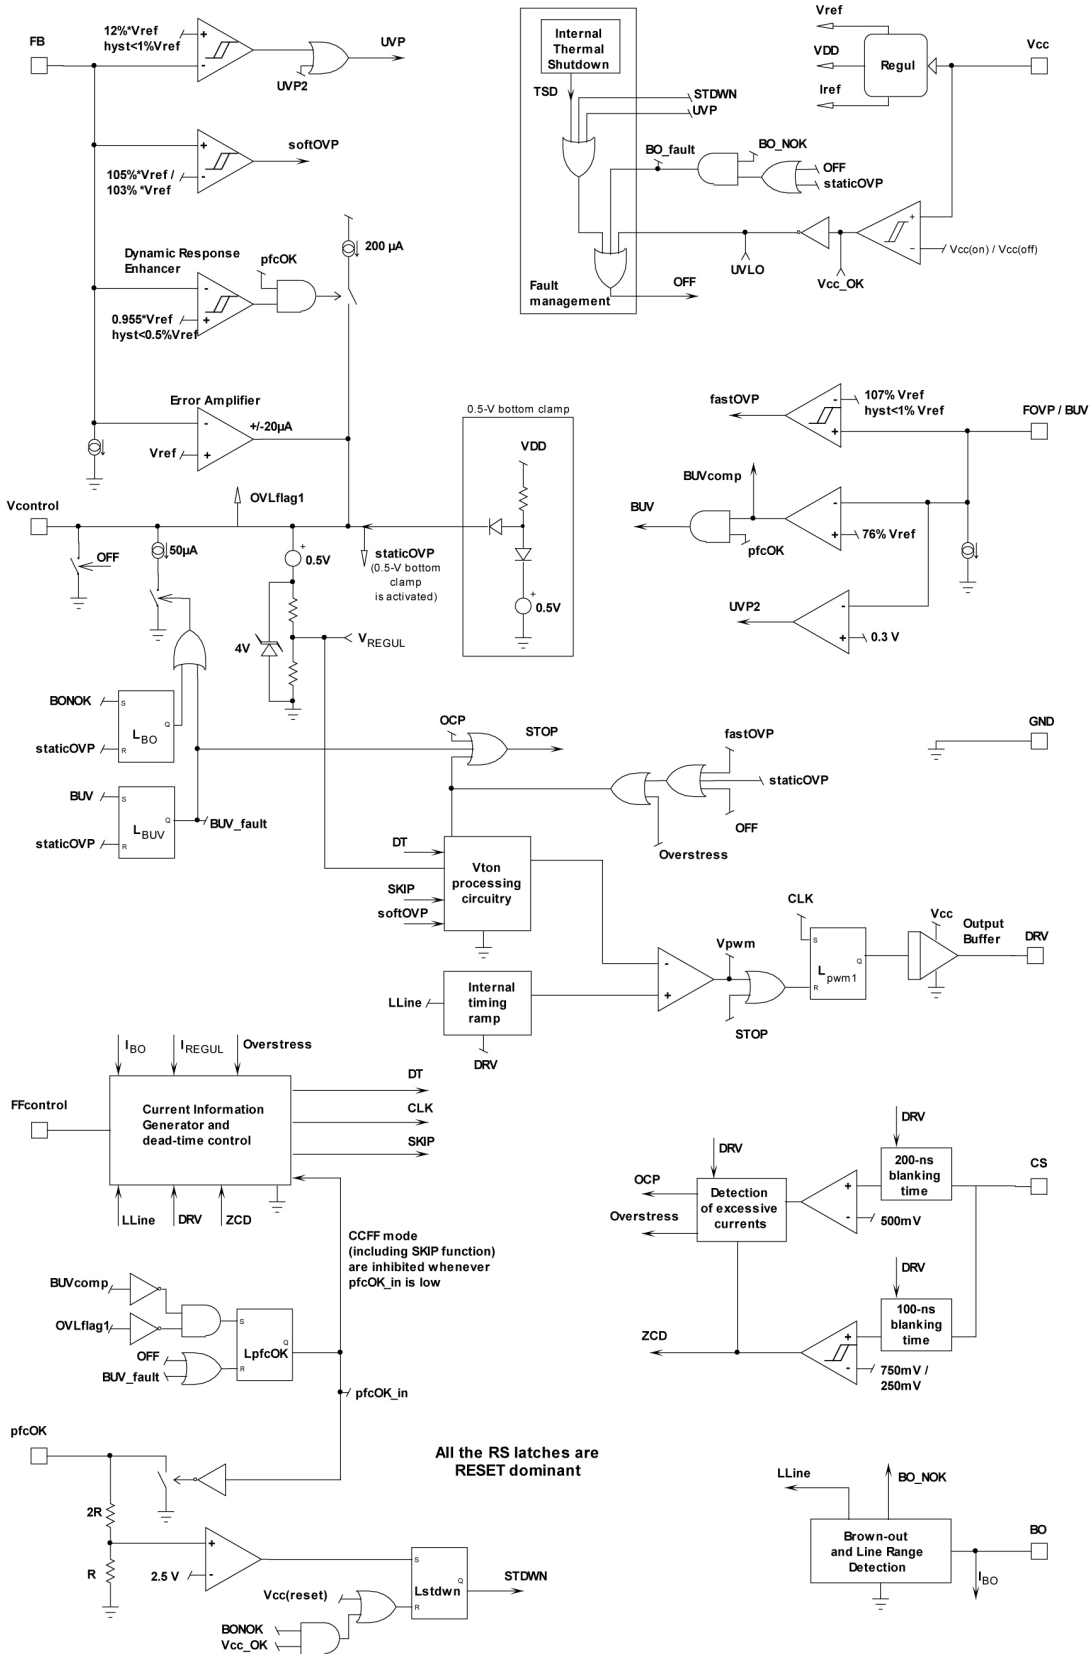 FB
12%*Vref
hyst<1%Vref
+
-
UVP
UVP2
+
-
softOVP
105%*Vref /
103% *Vref
Dynamic Response
Enhancer
pfcOK
200 µA
-
+
0.955*Vref
hyst<0.5%Vref
Error Amplifier
-
+
+/-20µA
Vref
Internal
Thermal
Shutdown
TSD
STDWN
UVP
BO_fault
BO_NOK
OFF
staticOVP
Fault
management
OFF
UVLO
Vcc_OK
+
-
Vcc(on) / Vcc(off)
Vref
VDD
Iref
Regul
Vcc
0.5-V bottom clamp
VDD
+
0.5V
fastOVP
-
+
107% Vref
hyst<1% Vref
FOVP / BUV
BUVcomp
BUV
pfcOK
-
+
76% Vref
UVP2
-
+
0.3 V
Vcontrol
OVLflag1
OFF
50µA
+
0.5V
staticOVP
(0.5-V bottom
clamp
is activated)
4V
VREGUL
BONOK
S
Q
LBO
staticOVP
R
BUV
S
Q
LBUV
staticOVP
R
BUV_fault
OCP
STOP
fastOVP
staticOVP
OFF
Overstress
GND
DT
SKIP
softOVP
Vton
processing
circuitry
LLine
Internal
timing
ramp
DRV
-
+
Vpwm
STOP
CLK
S
Q
Lpwm1
R
Vcc
Output
Buffer
DRV
IBO
IREGUL
Overstress
FFcontrol
Current Information
Generator and
dead-time control
DT
CLK
SKIP
LLine
DRV
ZCD
CCFF mode
(including SKIP function)
are inhibited whenever
pfcOK_in is low
BUVcomp
OVLflag1
OFF
BUV_fault
S
Q
LpfcOK
R
pfcOK_in
DRV
DRV
200-ns
blanking
time
CS
OCP
Overstress
Detection
of excessive
currents
+
-
500mV
DRV
100-ns
blanking
time
ZCD
+
-
750mV /
250mV
pfcOK
2R
R
+
-
2.5 V
All the RS latches are
RESET dominant
Vcc(reset)
BONOK
Vcc_OK
S
Q
Lstdwn
R
STDWN
LLine
BO_NOK
Brown-out
and Line Range
Detection
BO
IBO